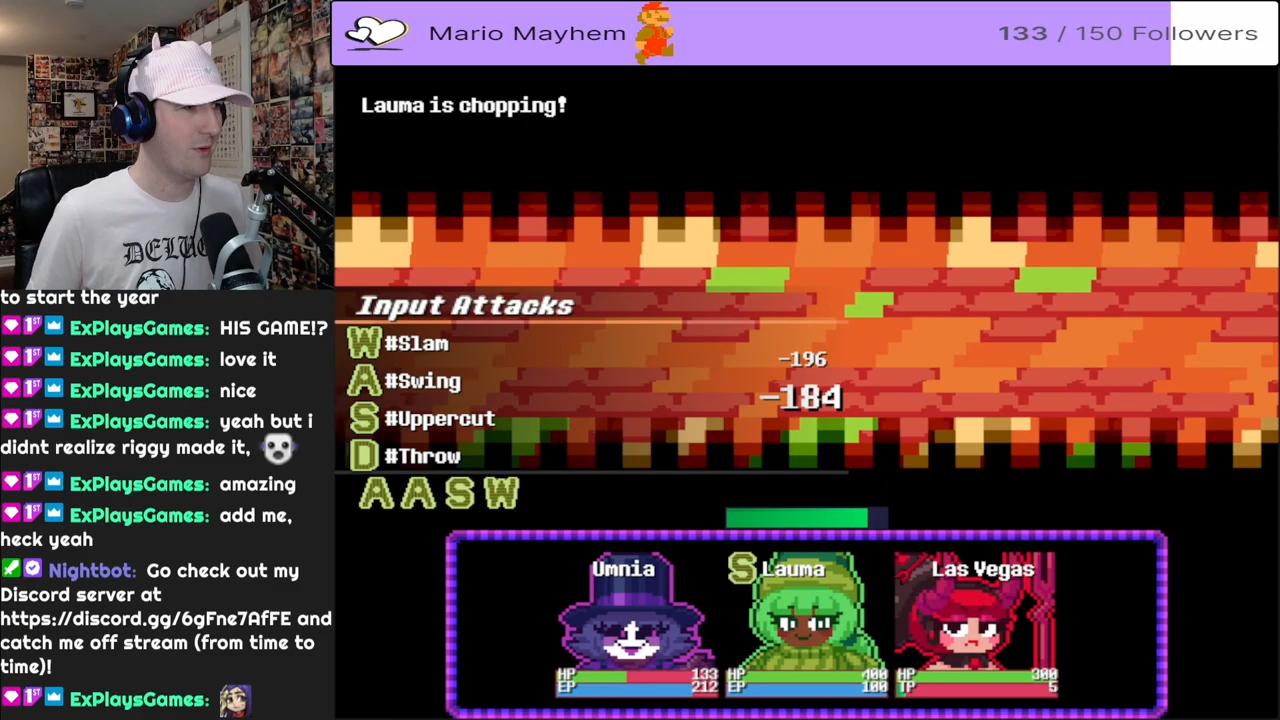 Mario Mayhem
133 / 150 Followers
Lauma is chopping!
DELUC
to start the year
ExPlaysGames: HIS GAME!?
ExPlaysGames: love it
ExPlaysGames: nice
ExPlaysGames: yeah but i
didnt realize riggy made it,
ExPlaysGames: amazing
ExPlaysGames: add me,
heck yeah
Nightbot: Go check out my
Discord server at
https://discord.gg/6gFne7AfFE and
catch me off stream (from time to
time)!
ExPlaysGames:
Input Attacks
W #Slam
A #Swing
S #Uppercut
D #Throw
A A S W
-196
-184
Umnia
HP 133
EP 212
S Lauma
HP 400
EP 100
Las Vegas
HP 300
TP 5